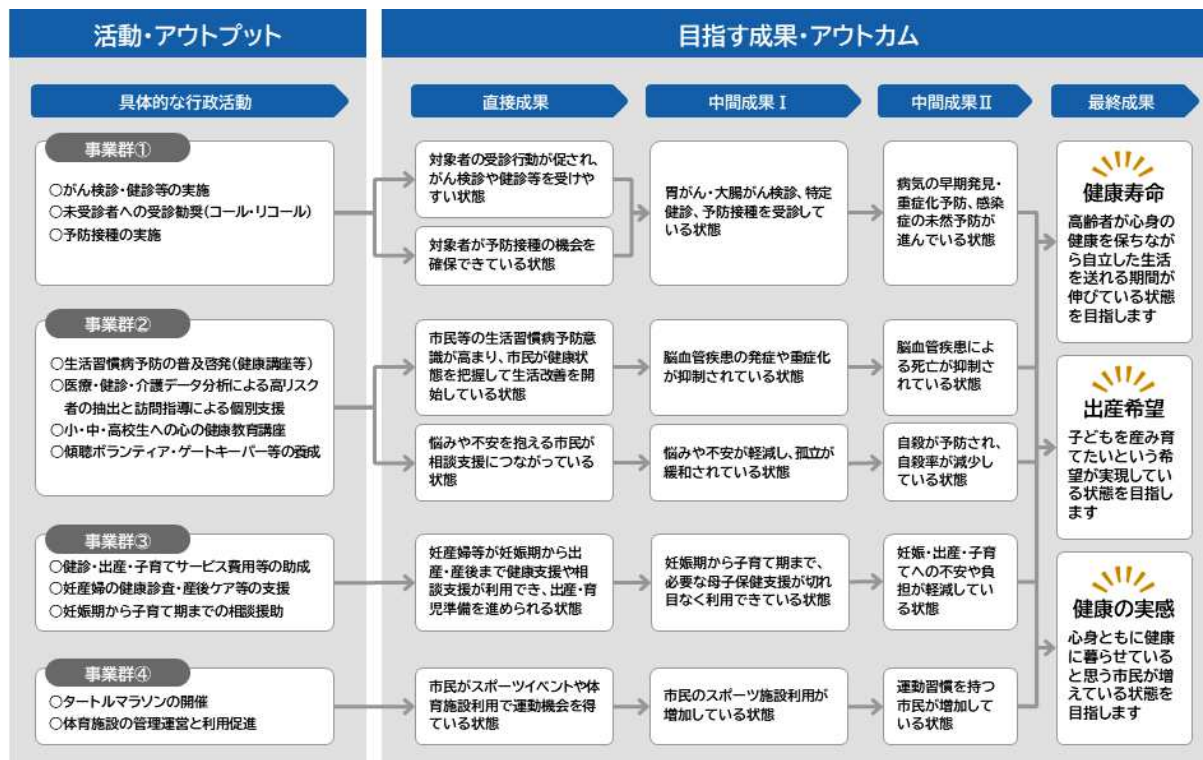 活動・アウトプット
目指す成果・アウトカム
具体的な行政活動
直接成果
中間成果Ⅰ
中間成果Ⅱ
最終成果
事業群①
○がん検診・健診等の実施
○未受診者への受診勧奨(コール・リコール)
○予防接種の実施
対象者の受診行動が促され、
がん検診や健診等を受けや
すい状態
対象者が予防接種の機会を
確保できている状態
胃がん・大腸がん検診、特定
健診、予防接種を受診して
いる状態
病気の早期発見・
重症化予防、感染
症の未然予防が
進んでいる状態
事業群②
○生活習慣病予防の普及啓発(健康講座等)
○医療・健診・介護データ分析による高リスク
者の抽出と訪問指導による個別支援
○小・中・高校生への心の健康教育講座
○傾聴ボランティア・ゲートキーパー等の養成
市民等の生活習慣病予防意
識が高まり、市民が健康状
態を把握して生活改善を開
始している状態
脳血管疾患の発症や重症化
が抑制されている状態
脳血管疾患によ
る死亡が抑制さ
れている状態
悩みや不安を抱える市民が
相談支援につながっている
状態
悩みや不安が軽減し、孤立が
緩和されている状態
自殺が予防され、
自殺率が減少し
ている状態
事業群③
○健診・出産・子育てサービス費用等の助成
○妊産婦の健康診査・産後ケア等の支援
○妊娠期から子育て期までの相談援助
妊産婦等が妊娠期から出
産・産後まで健康支援や相
談支援が利用でき、出産・育
児準備を進められる状態
妊娠期から子育て期まで、
必要な母子保健支援が切れ
目なく利用できている状態
妊娠・出産・子育
てへの不安や負
担が軽減してい
る状態
事業群④
○タートルマラソンの開催
○体育施設の管理運営と利用促進
市民がスポーツイベントや体
育施設利用で運動機会を得
ている状態
市民のスポーツ施設利用が
増加している状態
運動習慣を持つ
市民が増加して
いる状態
健康寿命
高齢者が心身の
健康を保ちなが
ら自立した生活
を送れる期間が
伸びている状態
を目指します
出産希望
子どもを産み育
てたいという希
望が実現してい
る状態を目指し
ます
健康の実感
心身ともに健康
に暮らせている
と思う市民が増
えている状態を
目指します